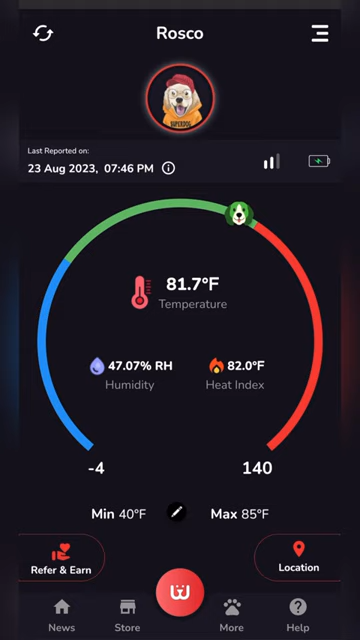 Rosco
SUPERDOG
Last Reported on:
23 Aug 2023, 07:46 PM
81.7°F
Temperature
47.07% RH
Humidity
82.0°F
Heat Index
-4
140
Min 40°F
Max 85°F
Refer & Earn
Location
News
Store
More
Help